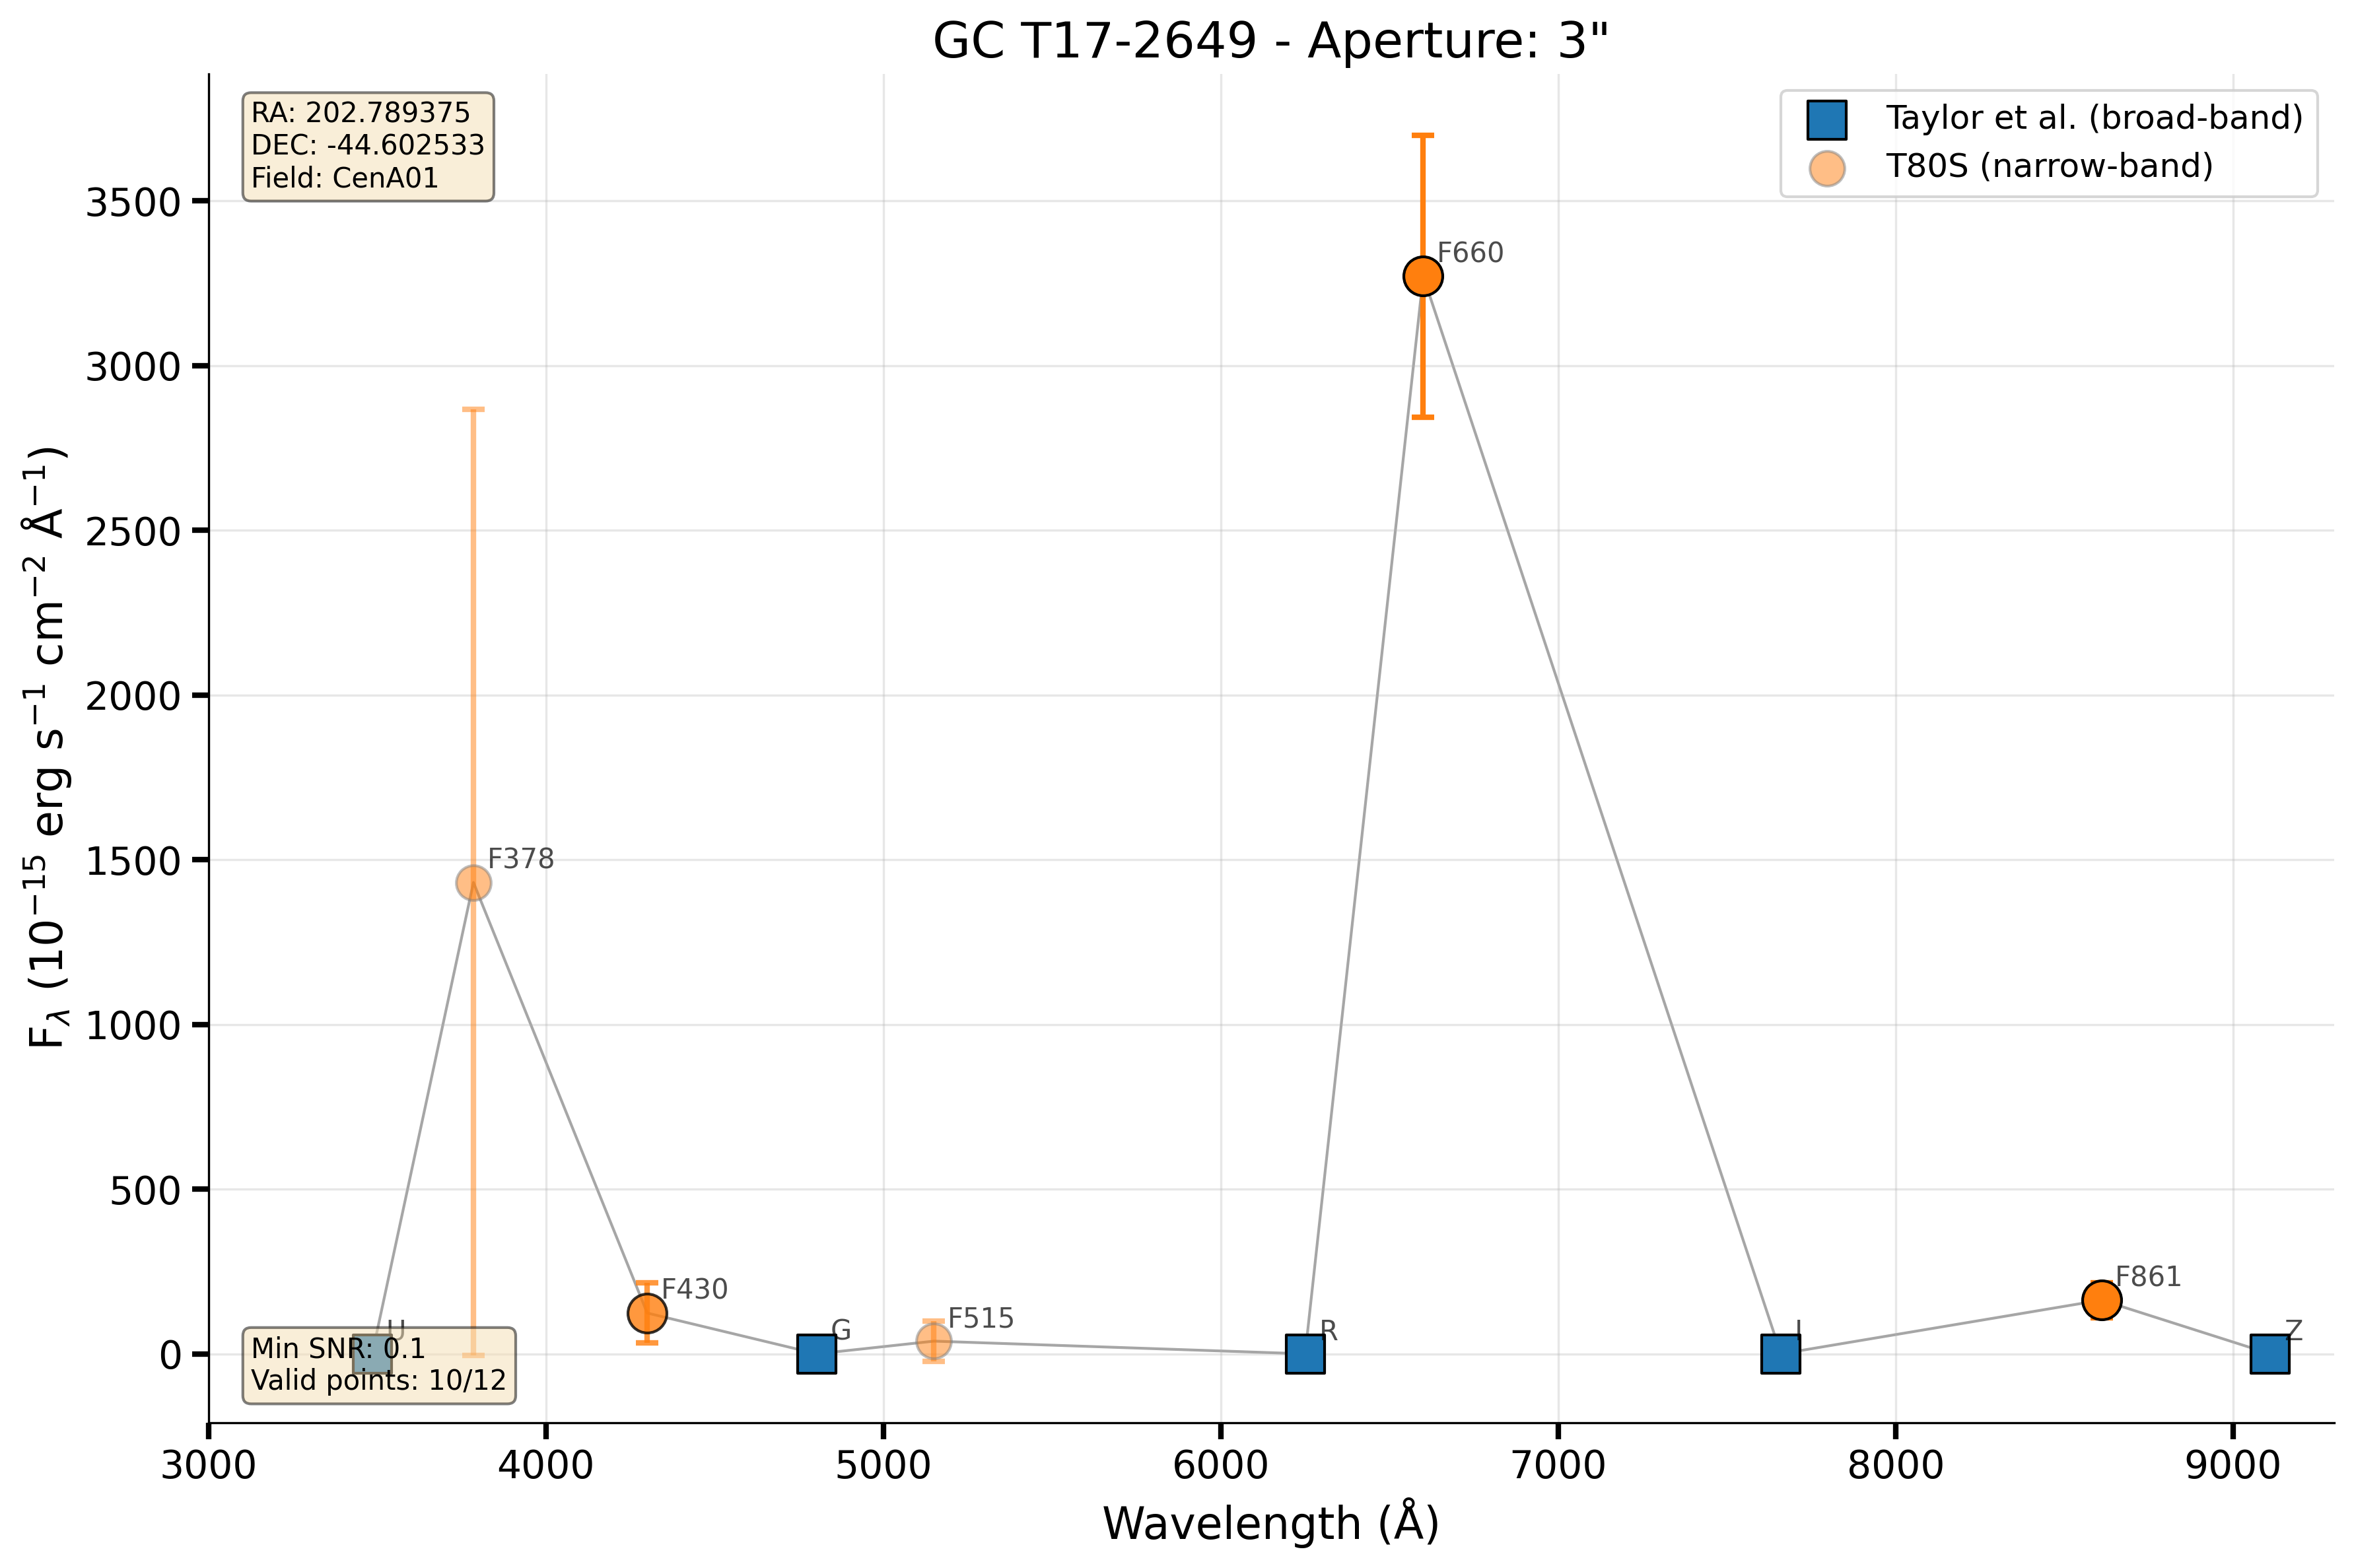 GC T17-2649 - Aperture: 3"
RA: 202.789375
DEC: -44.602533
Field: CenA01
Taylor et al. (broad-band)
T80S (narrow-band)
F660
F378
F430
F515
F861
U
G
R
I
Z
Min SNR: 0.1
Valid points: 10/12
3500
3000
2500
2000
1500
1000
500
0
3000 4000 5000 6000 7000 8000 9000
Wavelength (Å)
F_λ (10⁻¹⁵ erg s⁻¹ cm⁻² Å⁻¹)